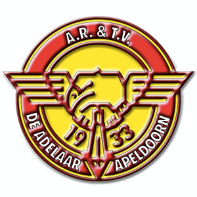 A.R. & T.V.
19 33
DE ADELAAR APELDOORN